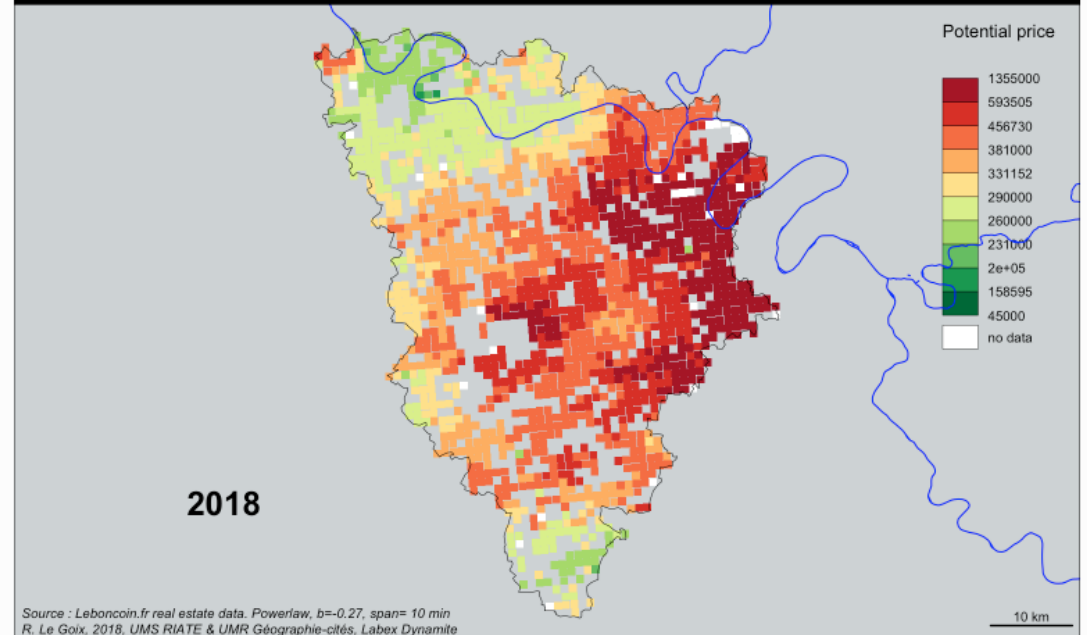 Potential price
1355000
593505
456730
381000
331152
290000
260000
231000
2e+05
158595
45000
no data
2018
Source : Leboncoin.fr real estate data. Powerlaw, b=-0.27, span= 10 min
R. Le Goix, 2018, UMS RIATE & UMR Géographie-cités, Labex Dynamite
10 km